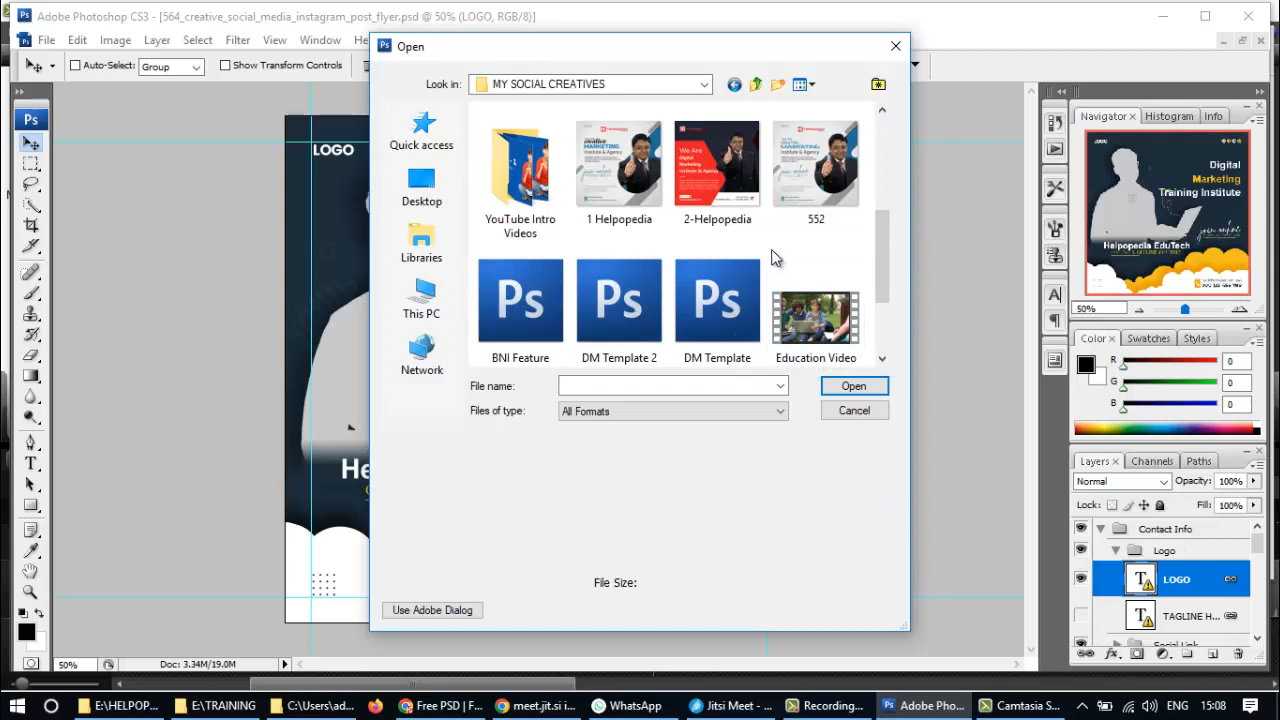 Adobe Photoshop CS3 - [564_creative_social_media_instagram_post_flyer.psd @ 50% (LOGO, RGB/8)]
File Edit Image Layer Select Filter View Window
Auto-Select: Group Show Transform Controls
Open
Look in: MY SOCIAL CREATIVES
Quick access
Desktop
Libraries
This PC
Network
YouTube Intro
Videos
1 Helpopedia
2-Helpopedia
552
BNI Feature
DM Template 2
DM Template
Education Video
File name:
Open
Files of type: All Formats
Cancel
File Size:
Use Adobe Dialog
LOGO
He
Navigator Histogram Info
Digital
Marketing
Training Institute
Helpopedia EduTech
50%
Color Swatches Styles
R 0
G 0
B 0
Layers Channels Paths
Normal Opacity: 100%
Lock: Fill: 100%
Contact Info
Logo
LOGO
TAGLINE H...
Social Link
50% Doc: 3.34M/19.0M
E:\HELPOP...
E:\TRAINING
C:\Users\ad...
Free PSD | F...
meet.jit.si i...
WhatsApp
Jitsi Meet - ...
Recording...
Adobe Pho...
Camtasia S...
ENG 15:08